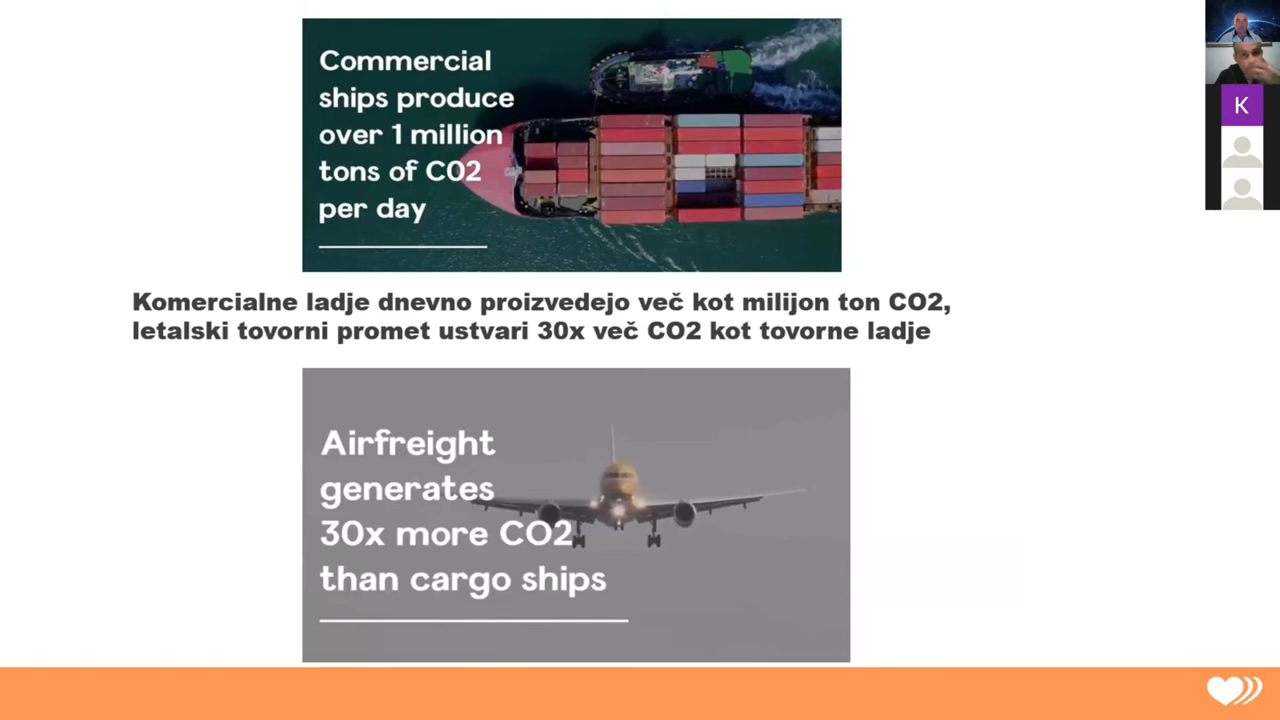 Commercial
ships produce
over 1 million
tons of CO2
per day
K
Komercialne ladje dnevno proizvedejo več kot milijon ton CO2,
letalski tovorni promet ustvari 30x več CO2 kot tovorne ladje
Airfreight
generates
30x more CO2
than cargo ships